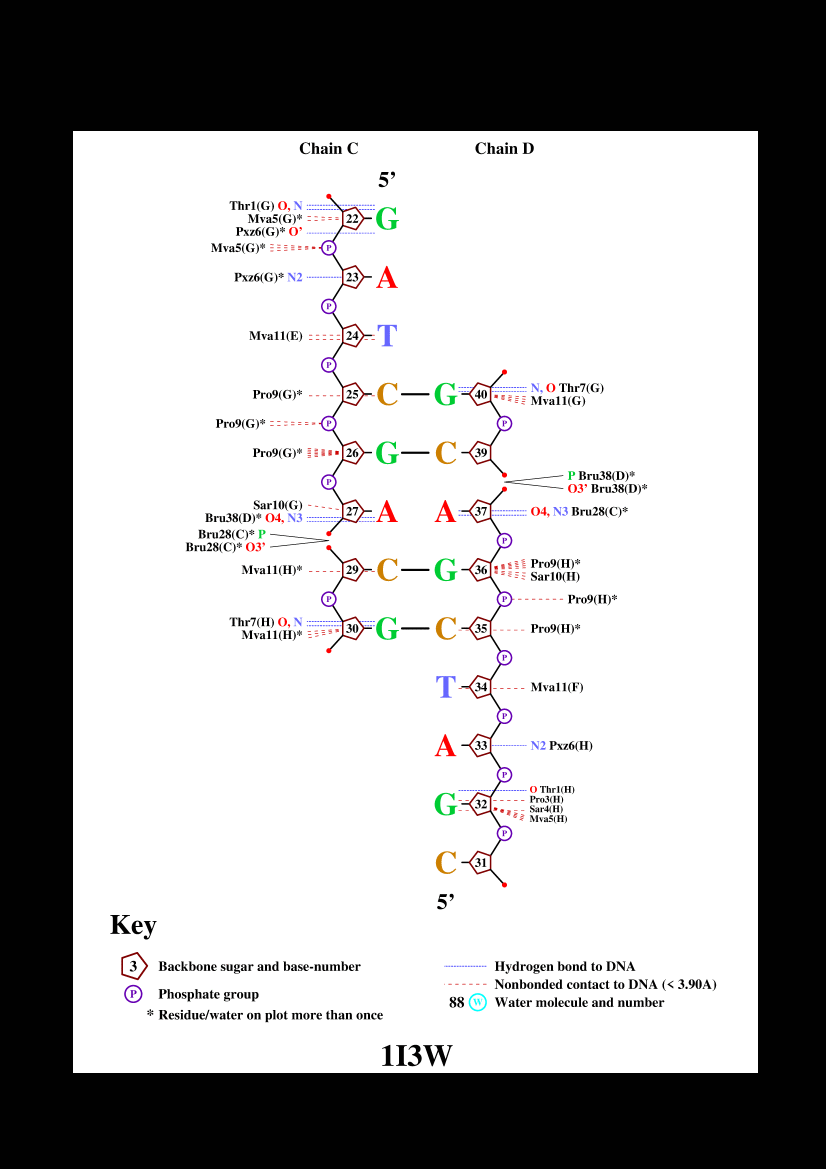 Chain C Chain D
5’
Thr1(G) O, N
Mva5(G)* 22 G
Pxz6(G)* O’
Mva5(G)* P
Pxz6(G)* N2 23 A
P
Mva11(E) 24 T
P
N, O Thr7(G)
Pro9(G)* 25 C G 40
Mva11(G)
Pro9(G)* P P
Pro9(G)* 26 G C 39
P Bru38(D)*
P
O3’ Bru38(D)*
Sar10(G)
27 A A 37 O4, N3 Bru28(C)*
Bru38(D)* O4, N3
Bru28(C)* P
P
Bru28(C)* O3’
Pro9(H)*
Mva11(H)* 29 C G 36
Sar10(H)
P P Pro9(H)*
Thr7(H) O, N
30 G C 35 Pro9(H)*
Mva11(H)*
P
T 34 Mva11(F)
P
A 33 N2 Pxz6(H)
P
O Thr1(H)
Pro3(H)
G 32
Sar4(H)
Mva5(H)
P
C 31
5’
Key
3 Backbone sugar and base-number
P Phosphate group
* Residue/water on plot more than once
Hydrogen bond to DNA
Nonbonded contact to DNA (< 3.90A)
88 W Water molecule and number
1I3W